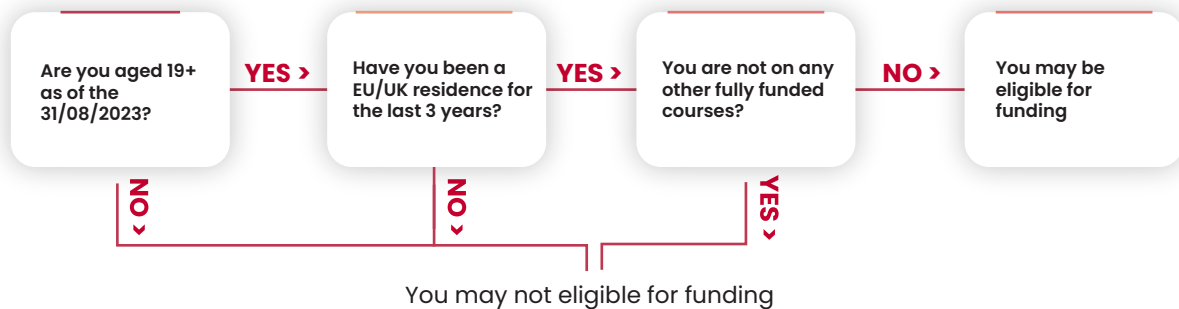 Are you aged 19+
as of the
31/08/2023?
YES >
Have you been a
EU/UK residence for
the last 3 years?
YES >
You are not on any
other fully funded
courses?
NO >
You may be
eligible for
funding
NO >
NO >
YES >
You may not eligible for funding